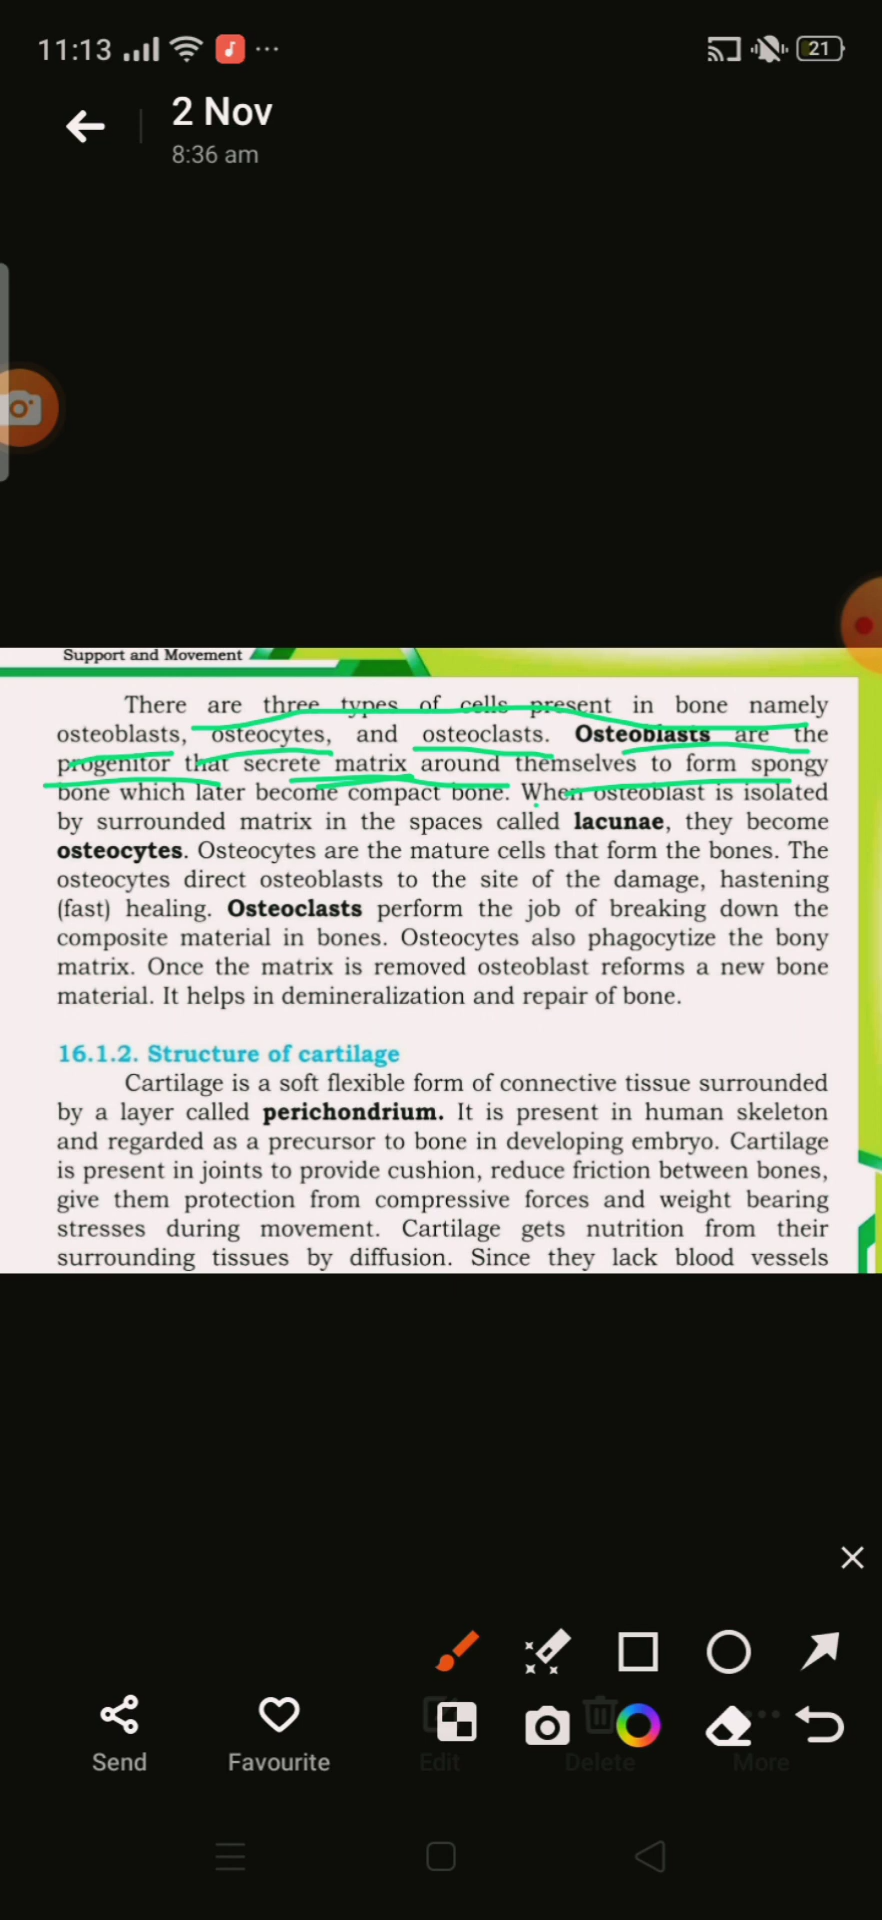 11:13
21
2 Nov
8:36 am
Support and Movement
There are three types of cells present in bone namely
osteoblasts, osteocytes, and osteoclasts. Osteoblasts are the
progenitor that secrete matrix around themselves to form spongy
bone which later become compact bone. When osteoblast is isolated
by surrounded matrix in the spaces called lacunae, they become
osteocytes. Osteocytes are the mature cells that form the bones. The
osteocytes direct osteoblasts to the site of the damage, hastening
(fast) healing. Osteoclasts perform the job of breaking down the
composite material in bones. Osteocytes also phagocytize the bony
matrix. Once the matrix is removed osteoblast reforms a new bone
material. It helps in demineralization and repair of bone.
16.1.2. Structure of cartilage
Cartilage is a soft flexible form of connective tissue surrounded
by a layer called perichondrium. It is present in human skeleton
and regarded as a precursor to bone in developing embryo. Cartilage
is present in joints to provide cushion, reduce friction between bones,
give them protection from compressive forces and weight bearing
stresses during movement. Cartilage gets nutrition from their
surrounding tissues by diffusion. Since they lack blood vessels
Send Favourite Edit Delete More